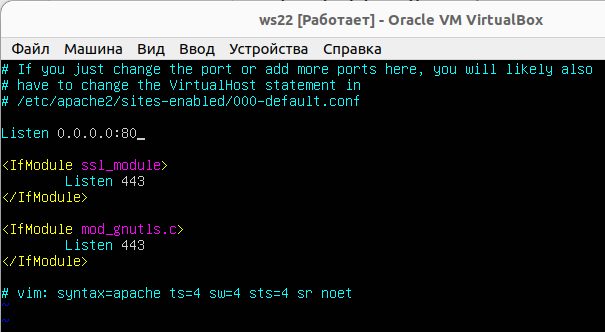 ws22 [Работает] - Oracle VM VirtualBox
Файл Машина Вид Ввод Устройства Справка
# If you just change the port or add more ports here, you will likely also
# have to change the VirtualHost statement in
# /etc/apache2/sites-enabled/000-default.conf
Listen 0.0.0.0:80_
<IfModule ssl_module>
Listen 443
</IfModule>
<IfModule mod_gnutls.c>
Listen 443
</IfModule>
# vim: syntax=apache ts=4 sw=4 sts=4 sr noet
~
~